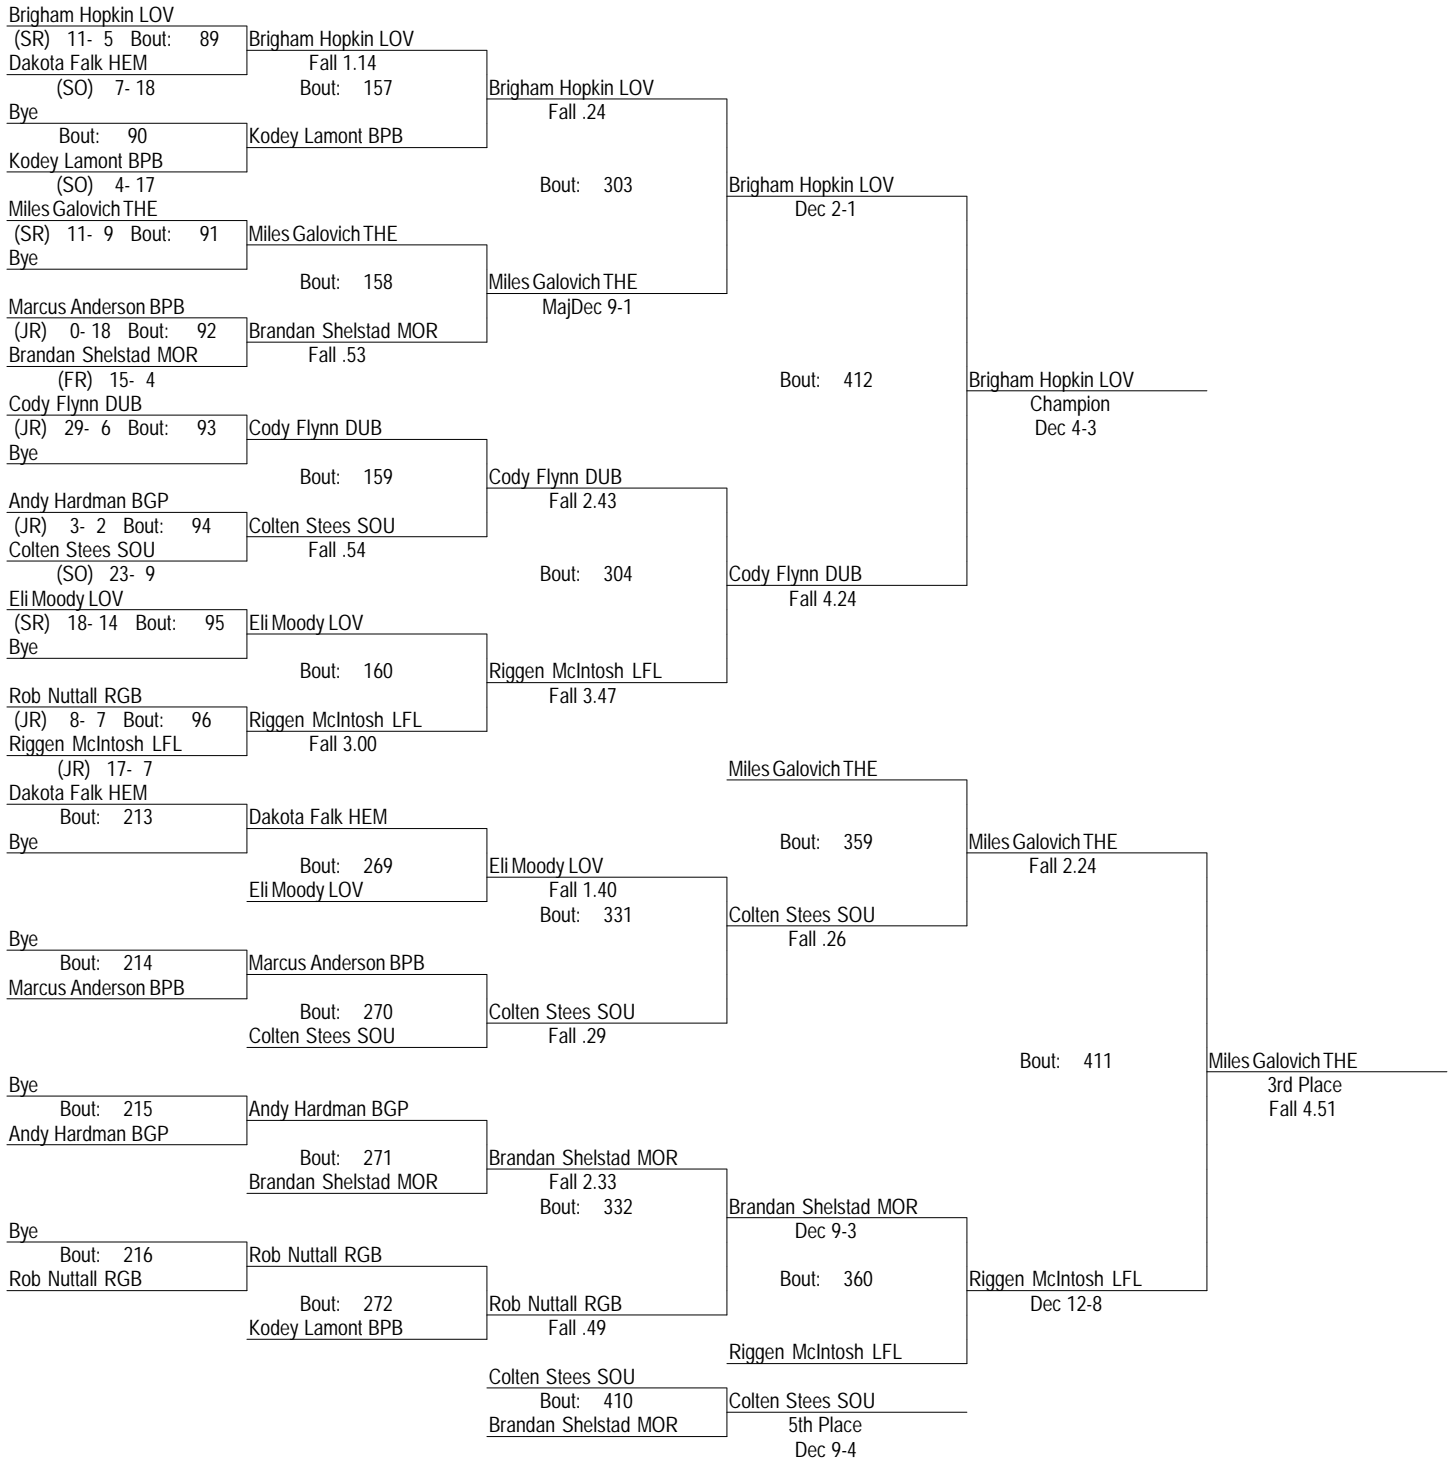 Brigham Hopkin LOV
(SR) 11- 5 Bout: 89 Brigham Hopkin LOV
Dakota Falk HEM Fall 1.14
(SO) 7- 18 Bout: 157 Brigham Hopkin LOV
Bye Fall .24
Bout: 90 Kodey Lamont BPB
Kodey Lamont BPB
(SO) 4- 17 Bout: 303 Brigham Hopkin LOV
Miles Galovich THE Dec 2-1
(SR) 11- 9 Bout: 91 Miles Galovich THE
Bye
Bout: 158 Miles Galovich THE
Marcus Anderson BPB MajDec 9-1
(JR) 0- 18 Bout: 92 Brandan Shelstad MOR
Brandan Shelstad MOR Fall .53
(FR) 15- 4 Bout: 412 Brigham Hopkin LOV
Cody Flynn DUB Champion
(JR) 29- 6 Bout: 93 Cody Flynn DUB Dec 4-3
Bye
Bout: 159 Cody Flynn DUB
Andy Hardman BGP Fall 2.43
(JR) 3- 2 Bout: 94 Colten Stees SOU
Colten Stees SOU Fall .54
(SO) 23- 9 Bout: 304 Cody Flynn DUB
Eli Moody LOV Fall 4.24
(SR) 18- 14 Bout: 95 Eli Moody LOV
Bye
Bout: 160 Riggen McIntosh LFL
Rob Nuttall RGB Fall 3.47
(JR) 8- 7 Bout: 96 Riggen McIntosh LFL
Riggen McIntosh LFL Fall 3.00
(JR) 17- 7 Miles Galovich THE
Dakota Falk HEM
Bout: 213 Dakota Falk HEM
Bye Bout: 359 Miles Galovich THE
Bout: 269 Eli Moody LOV Fall 2.24
Eli Moody LOV Fall 1.40
Bout: 331 Colten Stees SOU
Bye Fall .26
Bout: 214 Marcus Anderson BPB
Marcus Anderson BPB
Bout: 270 Colten Stees SOU
Colten Stees SOU Fall .29
Bout: 411 Miles Galovich THE
Bye 3rd Place
Bout: 215 Andy Hardman BGP Fall 4.51
Andy Hardman BGP
Bout: 271 Brandan Shelstad MOR
Brandan Shelstad MOR Fall 2.33
Bout: 332 Brandan Shelstad MOR
Bye Dec 9-3
Bout: 216 Rob Nuttall RGB
Rob Nuttall RGB Bout: 360 Riggen McIntosh LFL
Bout: 272 Rob Nuttall RGB Dec 12-8
Kodey Lamont BPB Fall .49
Riggen McIntosh LFL
Colten Stees SOU
Bout: 410 Colten Stees SOU
Brandan Shelstad MOR 5th Place
Dec 9-4